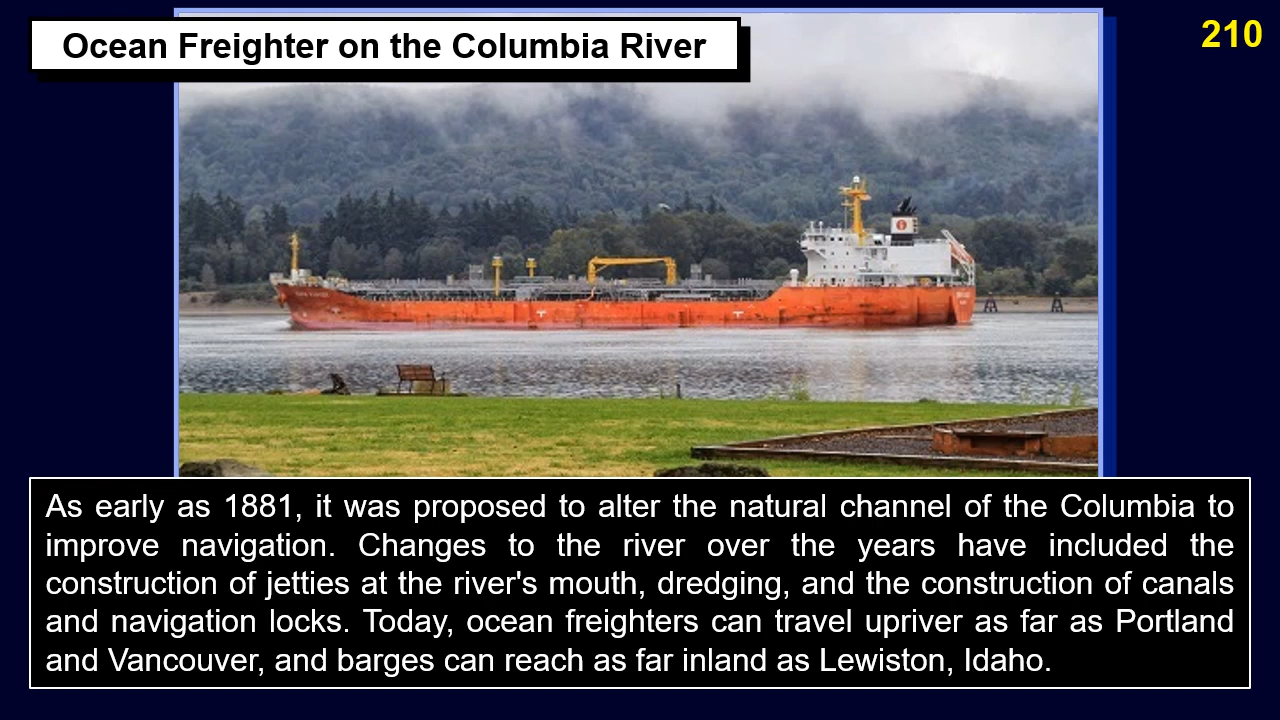 Ocean Freighter on the Columbia River
210
As early as 1881, it was proposed to alter the natural channel of the Columbia to
improve navigation. Changes to the river over the years have included the
construction of jetties at the river's mouth, dredging, and the construction of canals
and navigation locks. Today, ocean freighters can travel upriver as far as Portland
and Vancouver, and barges can reach as far inland as Lewiston, Idaho.